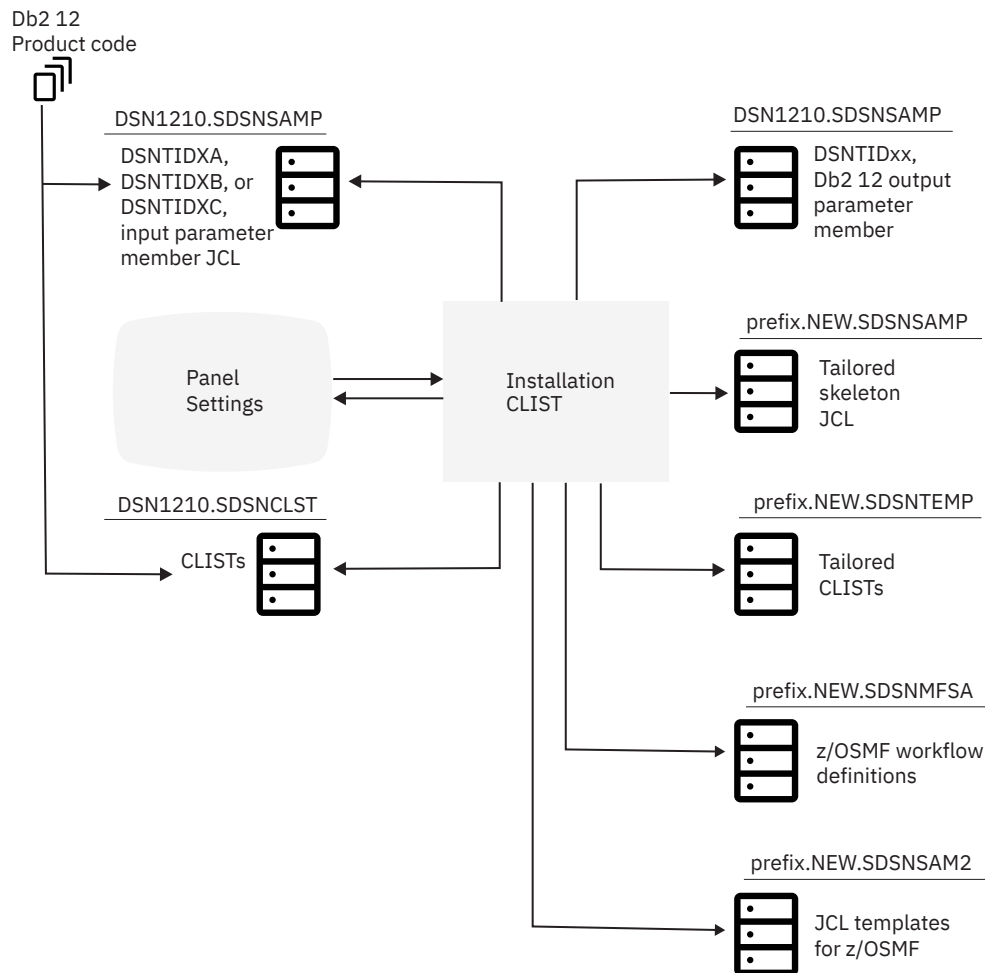 Db2 12
Product code
DSN1210.SDSNSAMP
DSNTIDXA,
DSNTIDXB, or
DSNTIDXC,
input parameter
member JCL
DSN1210.SDSNSAMP
DSNTIDxx,
Db2 12 output
parameter
member
Panel
Settings
Installation
CLIST
prefix.NEW.SDSNSAMP
Tailored
skeleton
JCL
DSN1210.SDSNCLST
CLISTs
prefix.NEW.SDSNTEMP
Tailored
CLISTs
prefix.NEW.SDSNMFSA
z/OSMF workflow
definitions
prefix.NEW.SDSNSAM2
JCL templates
for z/OSMF